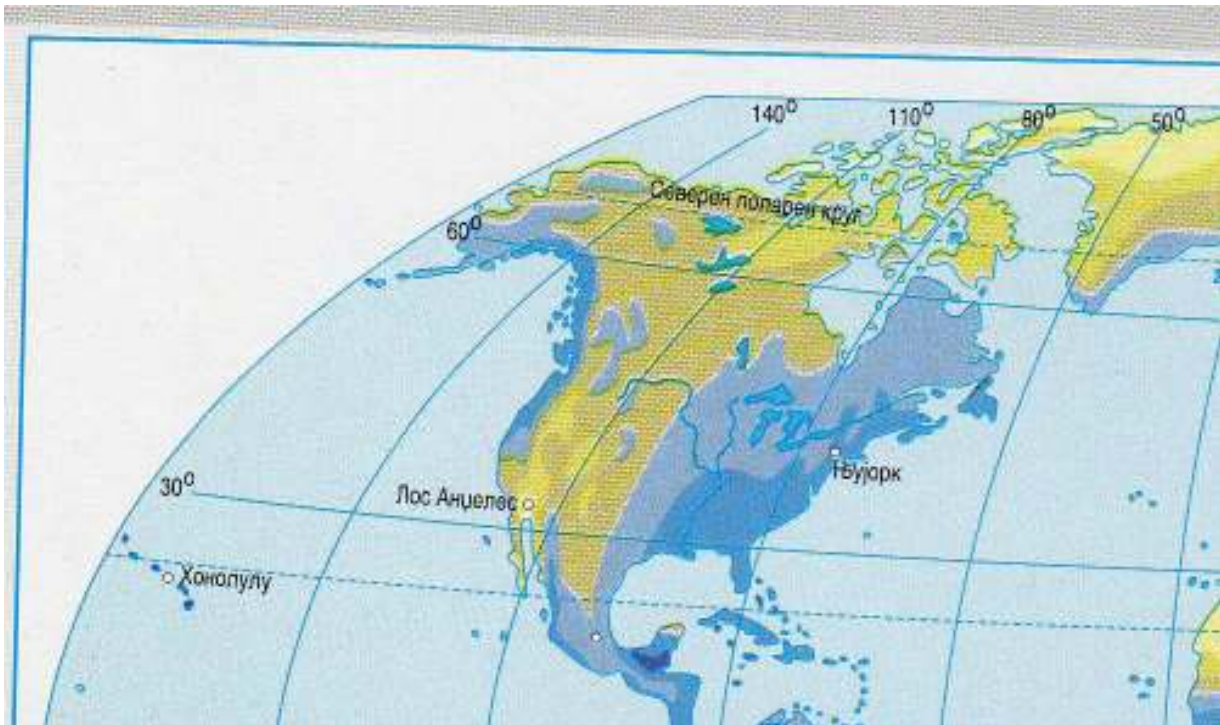 140⁰
110⁰
80⁰
50⁰
Северен поларен круг
60⁰
Њујорк
30⁰
Лос Анџелес
Хонолулу